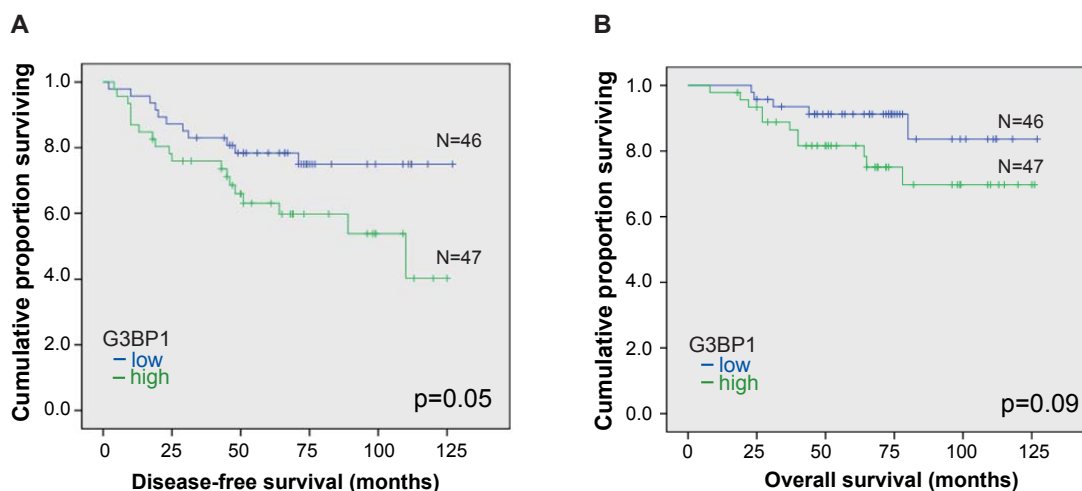 A
Cumulative proportion surviving
1.0
8.0
6.0
4.0
2.0
0.0
N=46
N=47
G3BP1
low
high
p=0.05
0 25 50 75 100 125
Disease-free survival (months)
B
Cumulative proportion surviving
1.0
8.0
6.0
4.0
2.0
0.0
N=46
N=47
G3BP1
low
high
p=0.09
0 25 50 75 100 125
Overall survival (months)